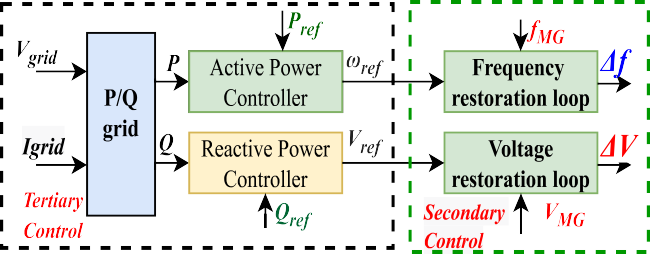 P_ref
f_MG
V_grid
P
Active Power
Controller
ω_ref
Frequency
restoration loop
Δf
P/Q
grid
Igrid
Q
Reactive Power
Controller
V_ref
Voltage
restoration loop
ΔV
Tertiary
Control
Q_ref
Secondary
Control
V_MG